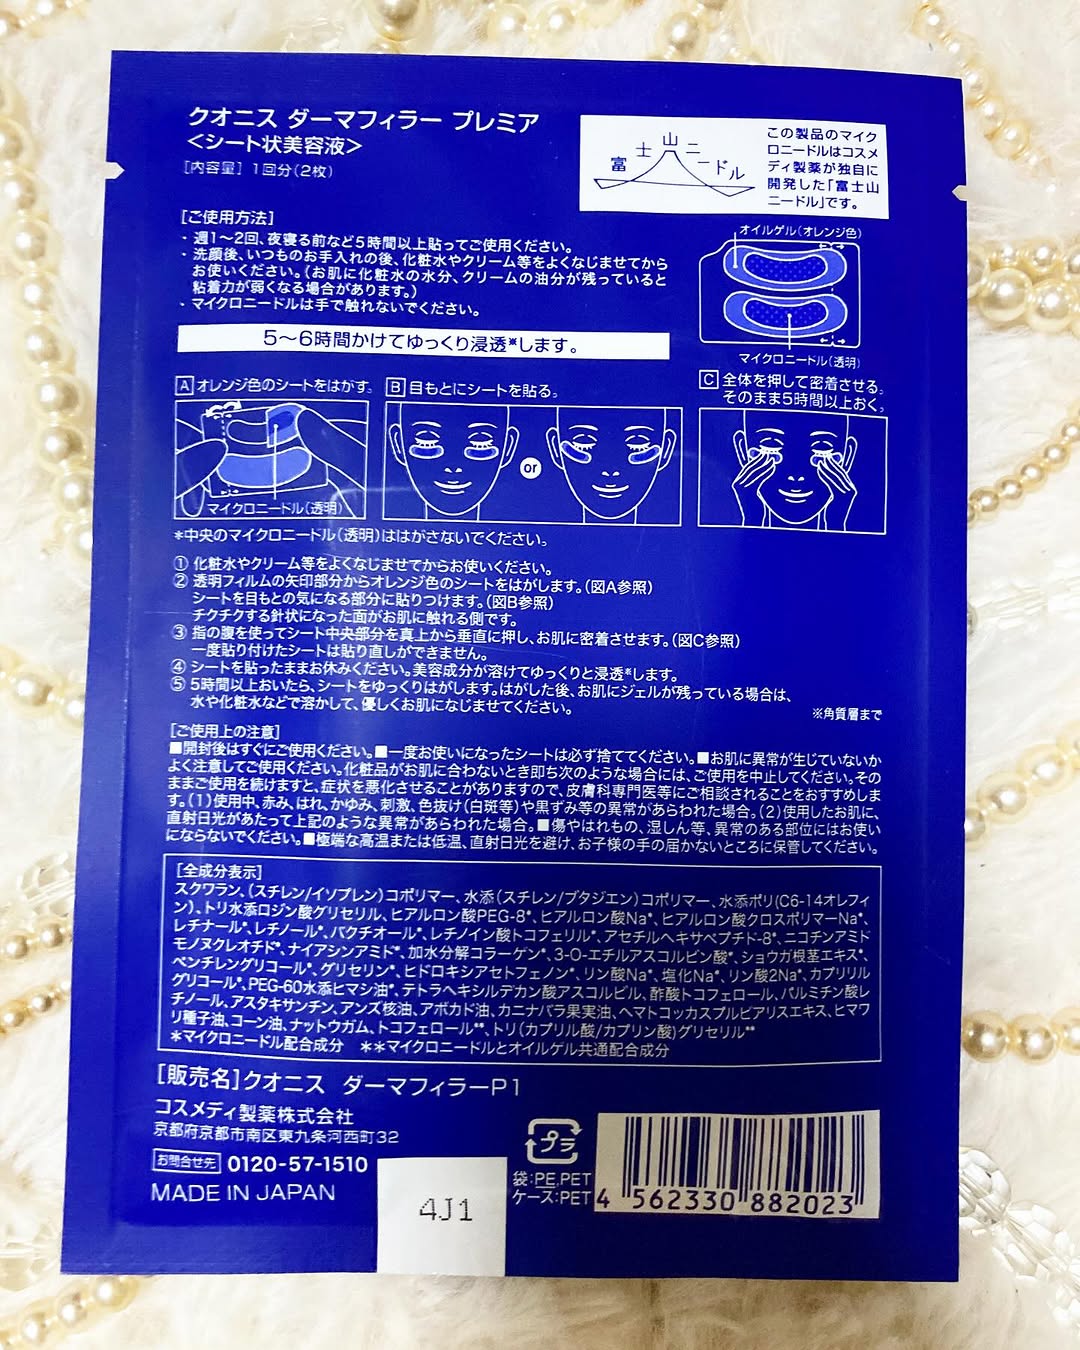 クオニス ダーマフィラー プレミア
＜シート状美容液＞
［内容量］1回分(2枚)
富士山ニードル
この製品のマイク
ロニードルはコスメ
ディ製薬が独自に
開発した「富士山
ニードル」です。
［ご使用方法］
・週1〜2回、夜寝る前など5時間以上貼ってご使用ください。
・洗顔後、いつものお手入れの後、化粧水やクリーム等をよくなじませてから
お使いください。（お肌に化粧水の水分、クリームの油分が残っていると
粘着力が弱くなる場合があります。）
・マイクロニードルは手で触れないでください。
オイルゲル(オレンジ色)
マイクロニードル(透明)
5〜6時間かけてゆっくり浸透※します。
A オレンジ色のシートをはがす。
マイクロニードル(透明)
B 目もとにシートを貼る。
or
C 全体を押して密着させる。
そのまま5時間以上おく。
＊中央のマイクロニードル(透明)ははがさないでください。
① 化粧水やクリーム等をよくなじませてからお使いください。
② 透明フィルムの矢印部分からオレンジ色のシートをはがします。(図A参照)
シートを目もとの気になる部分に貼りつけます。(図B参照)
チクチクする針状になった面がお肌に触れる側です。
③ 指の腹を使ってシート中央部分を真上から垂直に押し、お肌に密着させます。(図C参照)
一度貼り付けたシートは貼り直しができません。
④ シートを貼ったままお休みください。美容成分が溶けてゆっくりと浸透※します。
⑤ 5時間以上おいたら、シートをゆっくりはがします。はがした後、お肌にジェルが残っている場合は、
水や化粧水などで溶かして、優しくお肌になじませてください。
※角質層まで
［ご使用上の注意］
■開封後はすぐにご使用ください。■一度お使いになったシートは必ず捨ててください。■お肌に異常が生じていないか
よく注意してご使用ください。化粧品がお肌に合わないとき即ち次のような場合には、ご使用を中止してください。その
ままご使用を続けますと、症状を悪化させることがありますので、皮膚科専門医等にご相談されることをおすすめしま
す。(1)使用中、赤み、はれ、かゆみ、刺激、色抜け(白斑等)や黒ずみ等の異常があらわれた場合。(2)使用したお肌に、
直射日光があたって上記のような異常があらわれた場合。■傷やはれもの、湿しん等、異常のある部位にはお使い
にならないでください。■極端な高温または低温、直射日光を避け、お子様の手の届かないところに保管してください。
［全成分表示］
スクワラン、(スチレン/イソプレン)コポリマー、水添(スチレン/ブタジエン)コポリマー、水添ポリ(C6-14オレフィ
ン)、トリ水添ロジン酸グリセリル、ヒアルロン酸PEG-8*、ヒアルロン酸Na*、ヒアルロン酸クロスポリマーNa*、
レチナール*、レチノール*、バクチオール*、レチノイン酸トコフェリル*、アセチルヘキサペプチド-8*、ニコチンアミド
モノヌクレオチド*、ナイアシンアミド*、加水分解コラーゲン*、3-O-エチルアスコルビン酸*、ショウガ根茎エキス*、
ペンチレングリコール*、グリセリン*、ヒドロキシアセトフェノン*、リン酸Na*、塩化Na*、リン酸2Na*、カプリリル
グリコール*、PEG-60水添ヒマシ油*、テトラヘキシルデカン酸アスコルビル、酢酸トコフェロール、パルミチン酸レ
チノール、アスタキサンチン、アンズ核油、アボカド油、カニナバラ果実油、ヘマトコッカスプルビアリスエキス、ヒマワ
リ種子油、コーン油、ナットウガム、トコフェロール**、トリ(カプリル酸/カプリン酸)グリセリル**
＊マイクロニードル配合成分　＊＊マイクロニードルとオイルゲル共通配合成分
［販売名］クオニス ダーマフィラーP1
コスメディ製薬株式会社
京都府京都市南区東九条河西町32
お問合せ先 0120-57-1510
MADE IN JAPAN
4J1
プラ
袋:PE,PET
ケース:PET
4 562330 882023